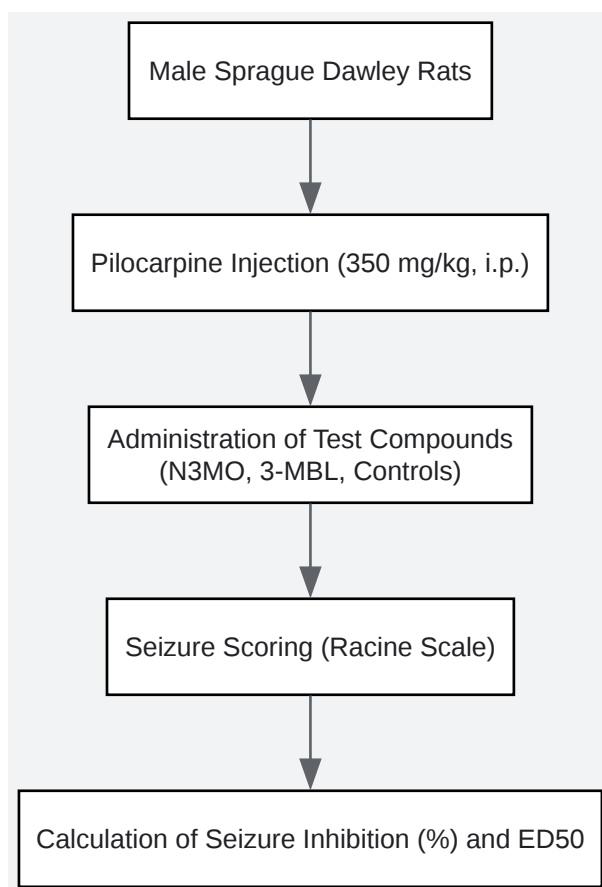 Male Sprague Dawley Rats
Pilocarpine Injection (350 mg/kg, i.p.)
Administration of Test Compounds
(N3MO, 3-MBL, Controls)
Seizure Scoring (Racine Scale)
Calculation of Seizure Inhibition (%) and ED50